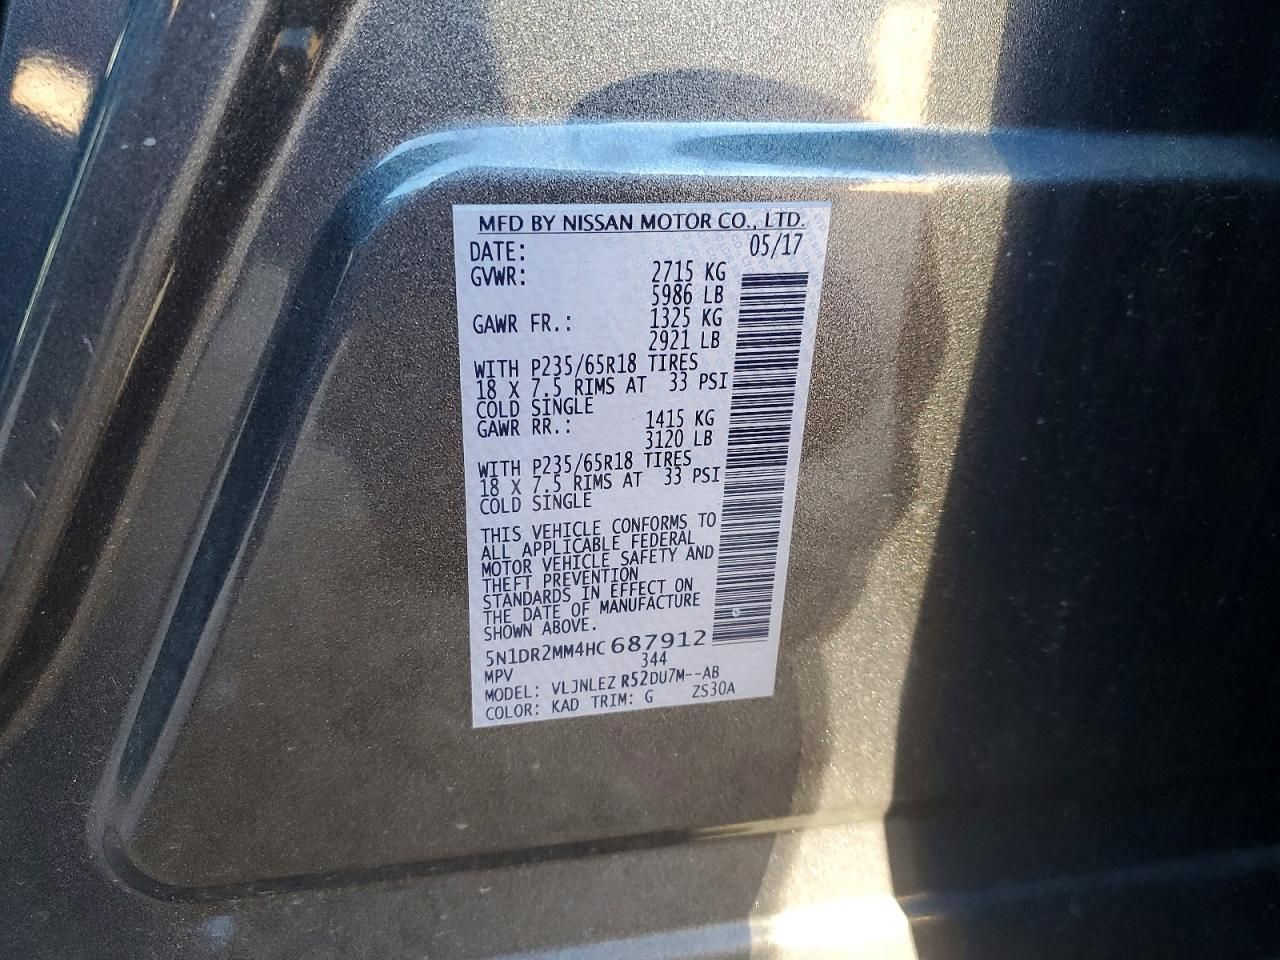 MFD BY NISSAN MOTOR CO., LTD.
DATE: 05/17
GVWR: 2715 KG
5986 LB
GAWR FR.: 1325 KG
2921 LB
WITH P235/65R18 TIRES
18 X 7.5 RIMS AT 33 PSI
COLD SINGLE
GAWR RR.: 1415 KG
3120 LB
WITH P235/65R18 TIRES
18 X 7.5 RIMS AT 33 PSI
COLD SINGLE
THIS VEHICLE CONFORMS TO
ALL APPLICABLE FEDERAL
MOTOR VEHICLE SAFETY AND
THEFT PREVENTION
STANDARDS IN EFFECT ON
THE DATE OF MANUFACTURE
SHOWN ABOVE.
5N1DR2MM4HC 687912
MPV 344
MODEL: VLJNLEZ R52DU7M--AB
COLOR: KAD TRIM: G ZS30A